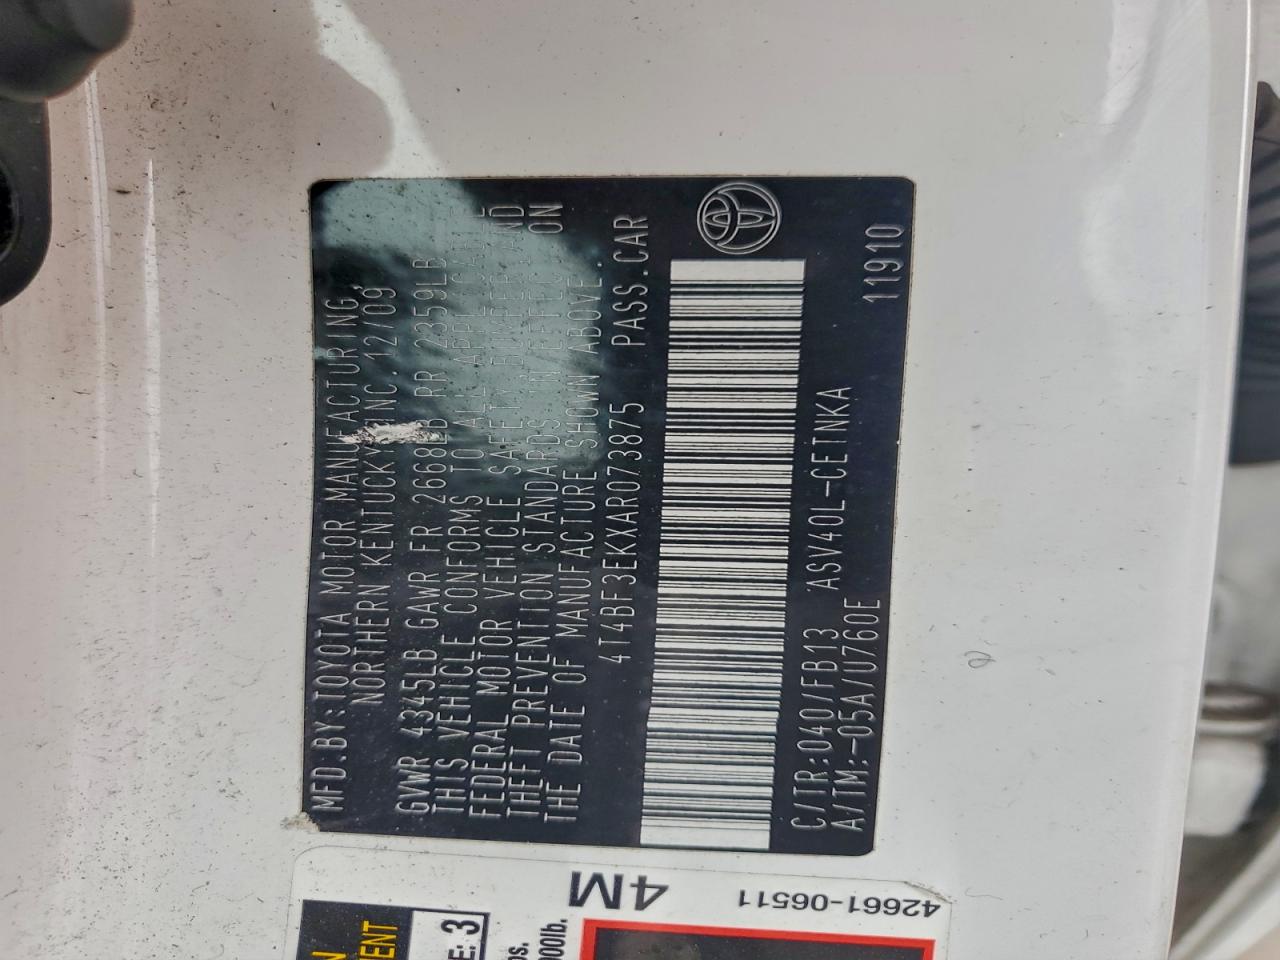 MFD.BY:TOYOTA MOTOR MANUFACTURING,
NORTHERN KENTUCKY INC. 12/09
GVWR 4345LB GAWR FR 2668LB RR 2359LB
THIS VEHICLE CONFORMS TO ALL APPLICABLE
FEDERAL MOTOR VEHICLE SAFETY, BUMPER, AND
THEFT PREVENTION STANDARDS IN EFFECT ON
THE DATE OF MANUFACTURE SHOWN ABOVE.
4T4BF3EKXAR073875 PASS.CAR
C/TR:040/FB13 ASV40L-CETNKA
A/TM:-05A/U760E 11910
4M
42661-06511
E: 3